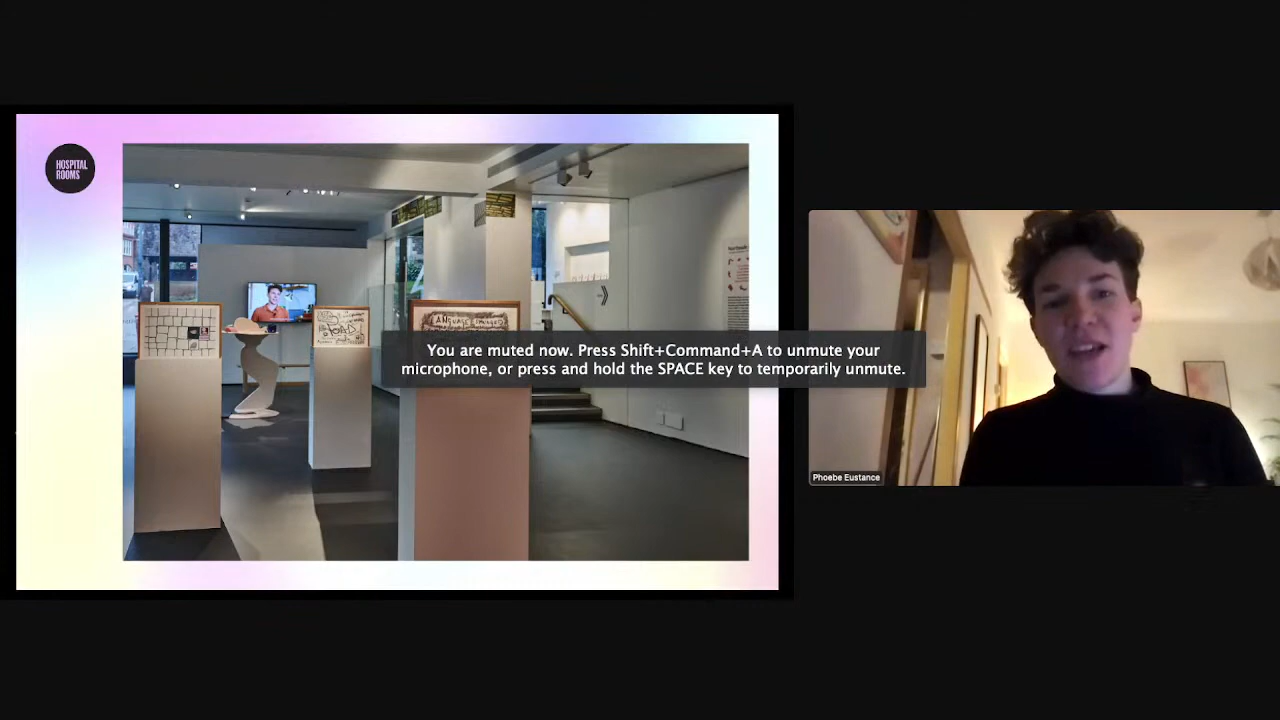 HOSPITAL
ROOMS
LANGUAGE
You are muted now. Press Shift+Command+A to unmute your
microphone, or press and hold the SPACE key to temporarily unmute.
Phoebe Eustance